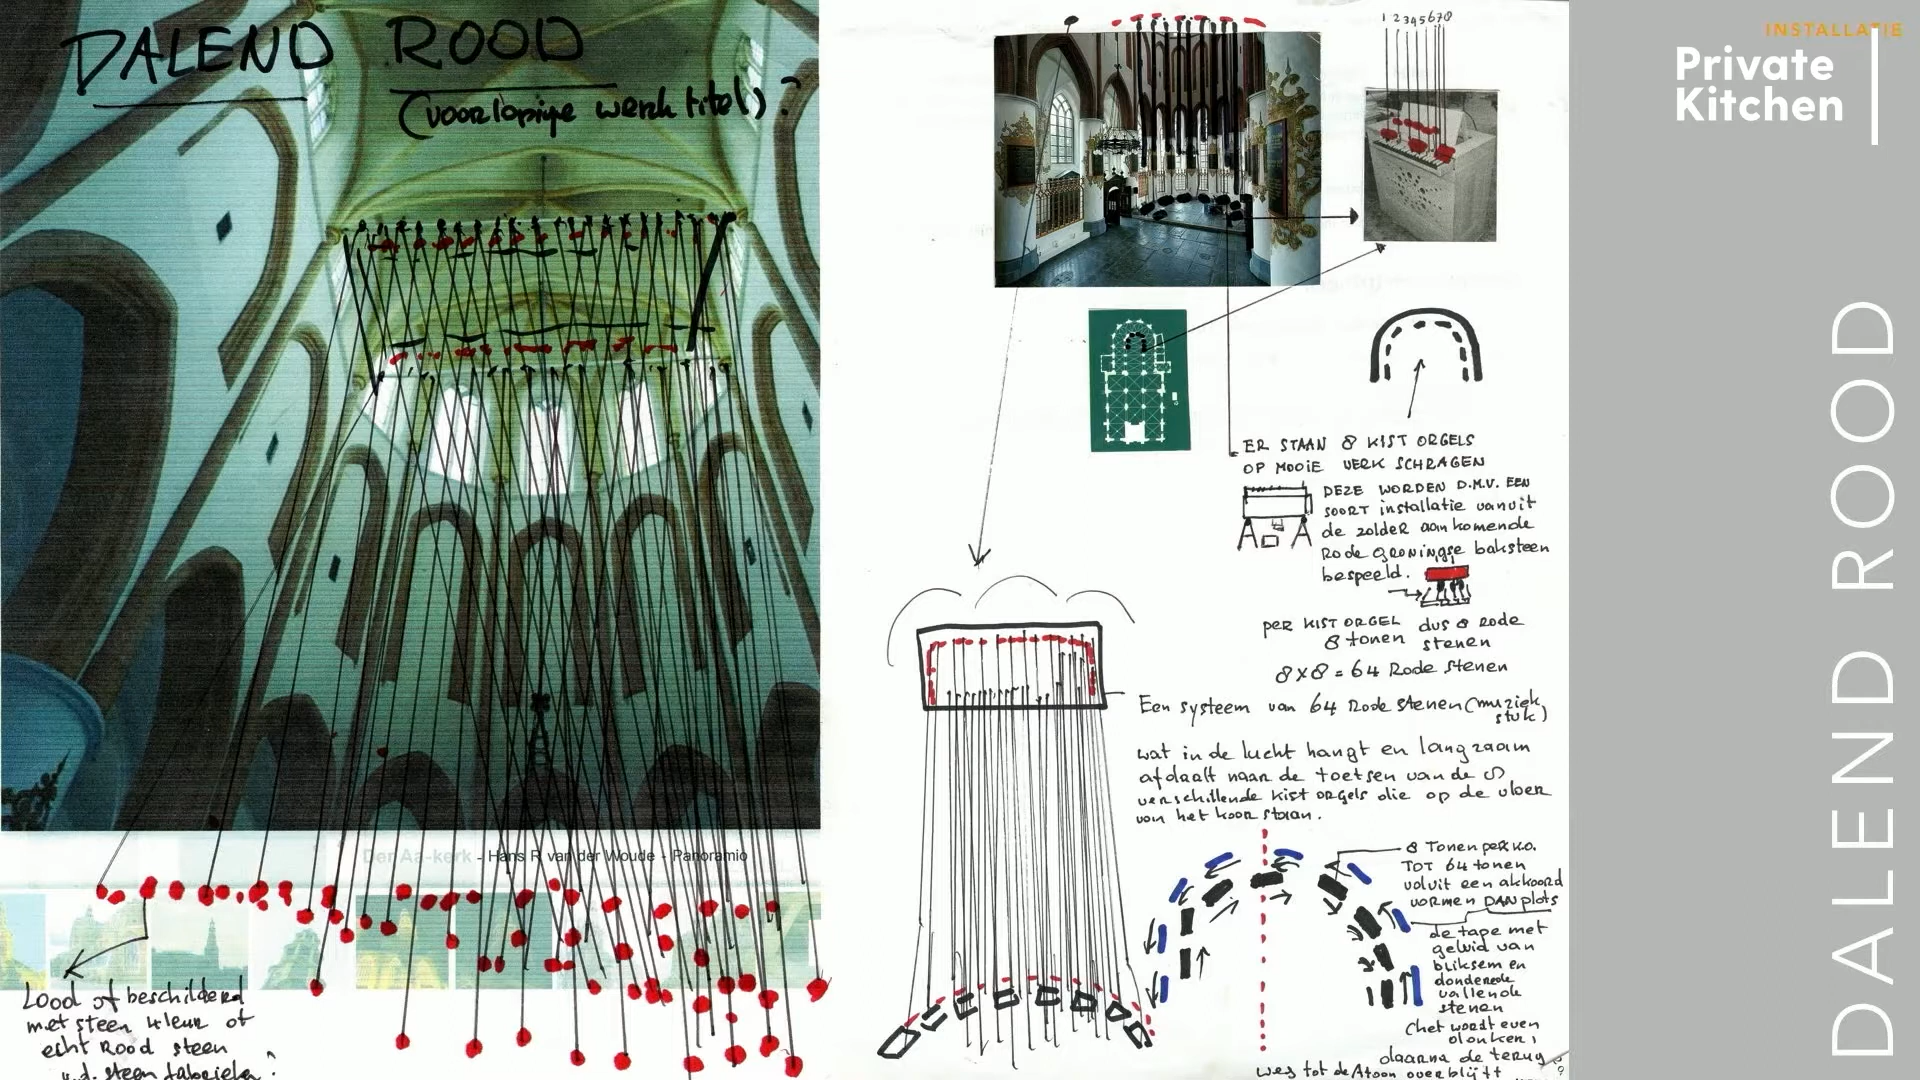 DALEND ROOD
(voorlopige werktitel)?
Der Aa-kerk - Hans R van der Woude - Panoramio
Lood of beschilderd
met steen kleur of
echt Rood steen
v.d. steen fabrieken?
1 2 3 4 5 6 7 8
ER STAAN 8 KIST ORGELS
OP MOOIE WERK SCHRAGEN
DEZE WORDEN D.M.V. EEN
SOORT installatie vanuit
de zolder aankomende
Rode Groningse baksteen
bespeeld.
per KIST ORGEL dus 8 rode
8 tonen stenen
8x8 = 64 Rode stenen
Een systeem van 64 Rode stenen (muziek
stuk)
wat in de lucht hangt en langzaam
afdaalt naar de toetsen van de 8
verschillende kist orgels die op de vloer
van het koor staan.
8 Tonen per K.O.
TOT 64 tonen
voluit een akkoord
vormen DAN plots
de tape met
geluid van
bliksem en
donderende
vallende
stenen
(het wordt even
donker,
daarna de terug
weg tot de Atoon overblijft
INSTALLATIE
Private
Kitchen
DALEND ROOD